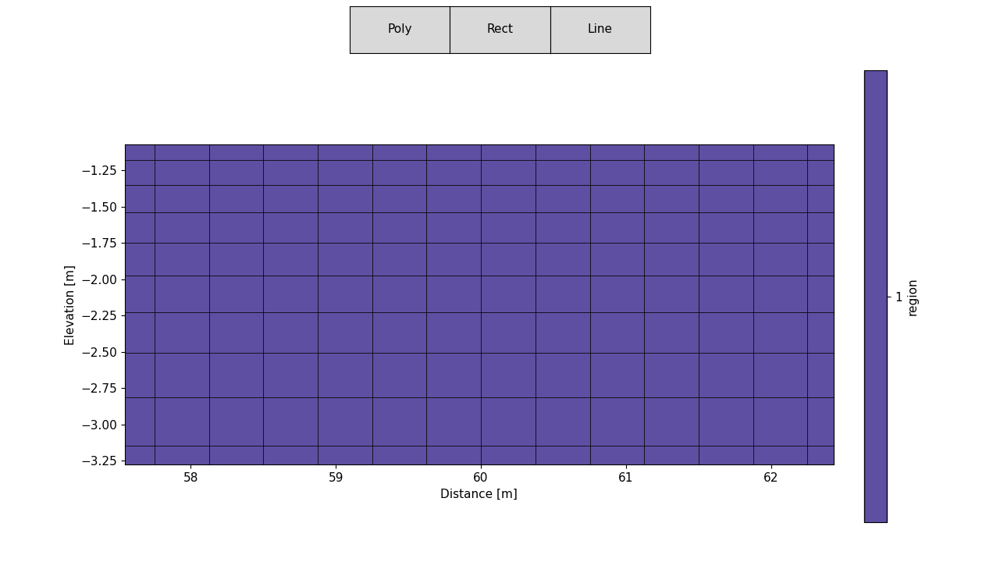 Poly Rect Line
−1.25
−1.50
−1.75
−2.00
−2.25
−2.50
−2.75
−3.00
−3.25
Elevation [m]
58 59 60 61 62
Distance [m]
1
region